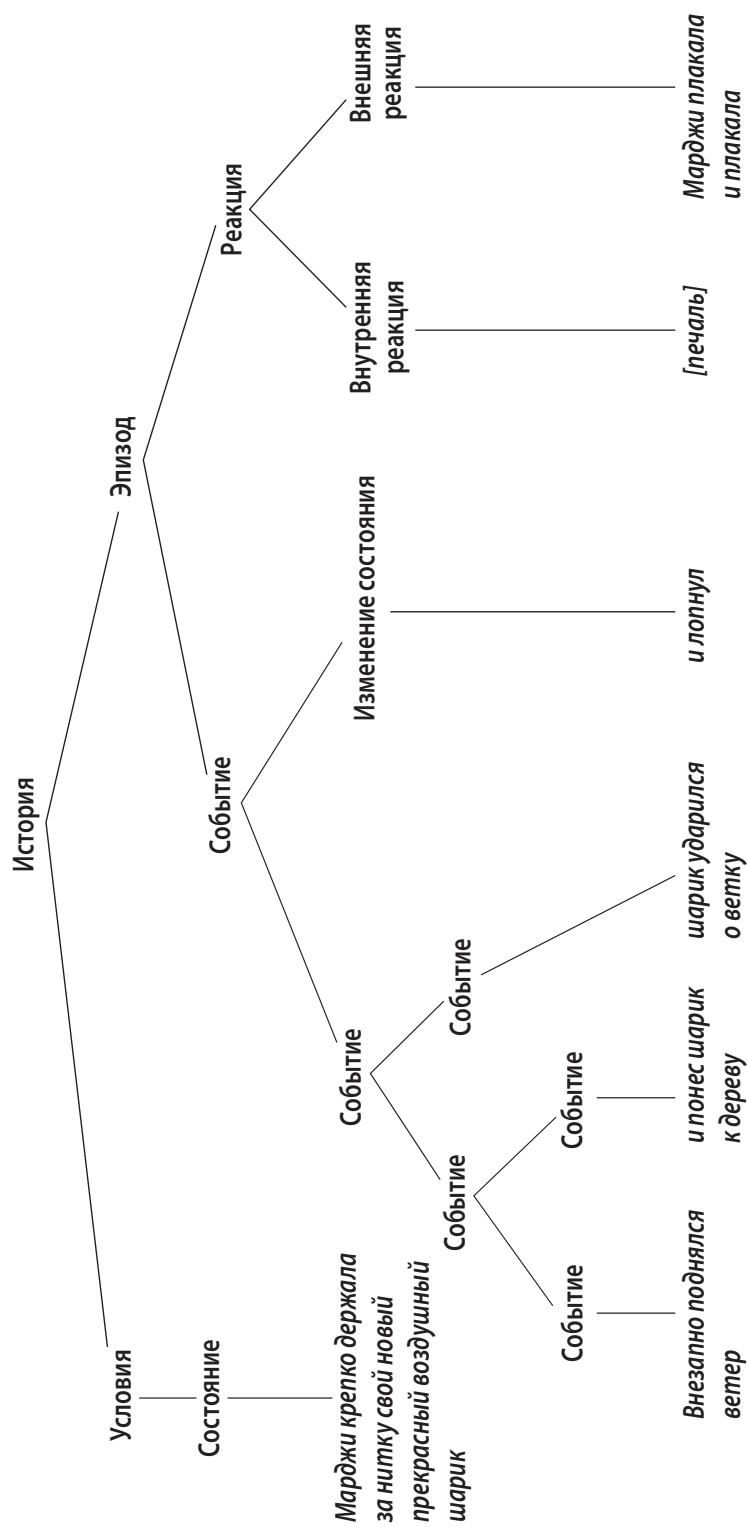 История
Условия
Эпизод
Состояние
Событие
Реакция
Марджи крепко держала
за нитку свой новый
прекрасный воздушный
шарик
Событие
Изменение состояния
Внутренняя
реакция
Внешняя
реакция
Событие
Событие
Событие
Событие
Внезапно поднялся
ветер
и понес шарик
к дереву
шарик ударился
о ветку
и лопнул
[печаль]
Марджи плакала
и плакала